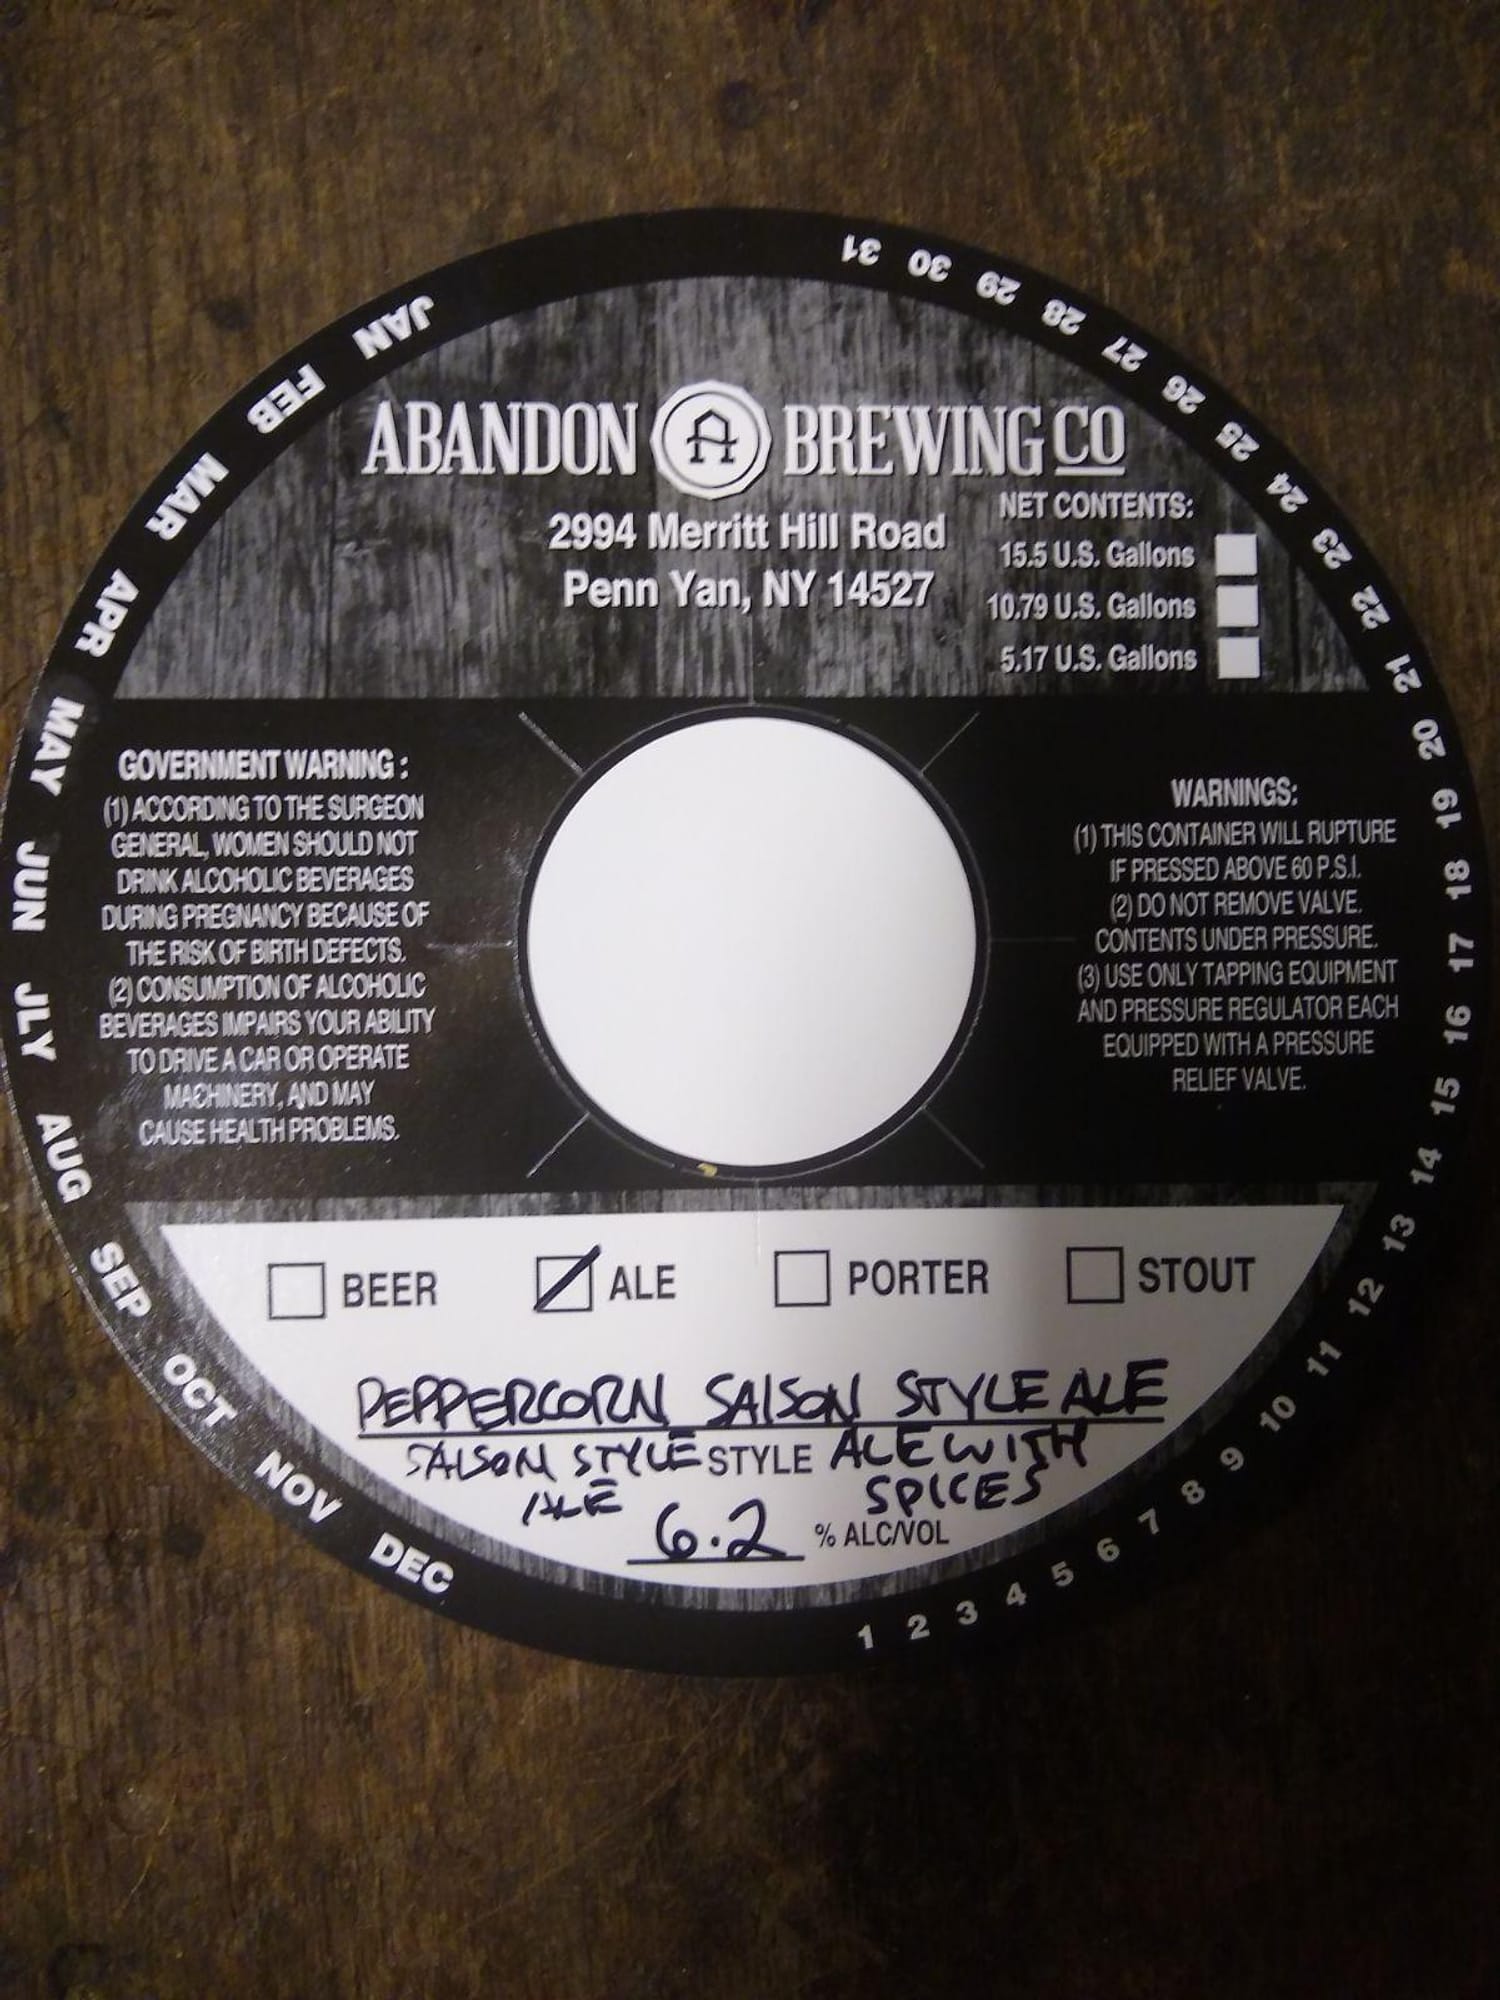 ABANDON A BREWING CO
2994 Merritt Hill Road
Penn Yan, NY 14527
NET CONTENTS:
15.5 U.S. Gallons
10.79 U.S. Gallons
5.17 U.S. Gallons
GOVERNMENT WARNING :
(1) ACCORDING TO THE SURGEON
GENERAL, WOMEN SHOULD NOT
DRINK ALCOHOLIC BEVERAGES
DURING PREGNANCY BECAUSE OF
THE RISK OF BIRTH DEFECTS.
(2) CONSUMPTION OF ALCOHOLIC
BEVERAGES IMPAIRS YOUR ABILITY
TO DRIVE A CAR OR OPERATE
MACHINERY, AND MAY
CAUSE HEALTH PROBLEMS.
WARNINGS:
(1) THIS CONTAINER WILL RUPTURE
IF PRESSED ABOVE 60 P.S.I.
(2) DO NOT REMOVE VALVE.
CONTENTS UNDER PRESSURE.
(3) USE ONLY TAPPING EQUIPMENT
AND PRESSURE REGULATOR EACH
EQUIPPED WITH A PRESSURE
RELIEF VALVE.
BEER ALE PORTER STOUT
PEPPERCORN SAISON STYLE ALE
SAISON STYLE STYLE ALE WITH
ALE SPICES
6.2 % ALC/VOL
JAN FEB MAR APR MAY JUN JLY AUG SEP OCT NOV DEC
1 2 3 4 5 6 7 8 9 10 11 12 13 14 15 16 17 18 19 20 21 22 23 24 25 26 27 28 29 30 31